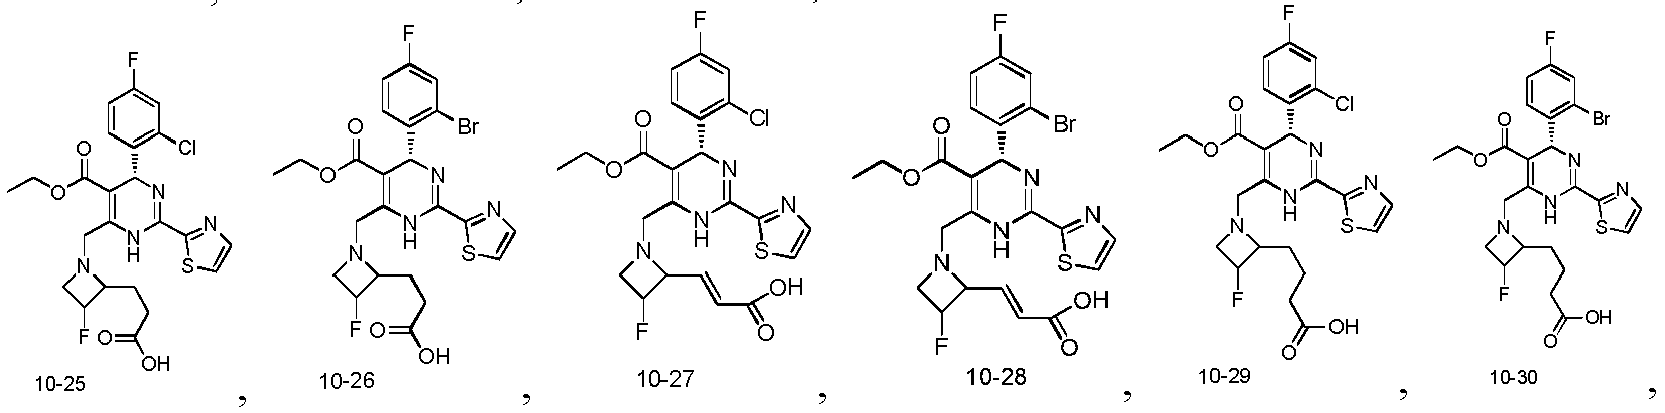 F F F F F F
Cl Br Cl Br Cl Br
O O O O O O
O O O O O O
N N N N N N
N H N H N H N H N H N H
N S N S N S N S N S N S
N N N N N N
F F F F F F
O OH O OH OH O OH O OH O OH O
10-25 , 10-26 , 10-27 , 10-28 , 10-29 , 10-30 ,